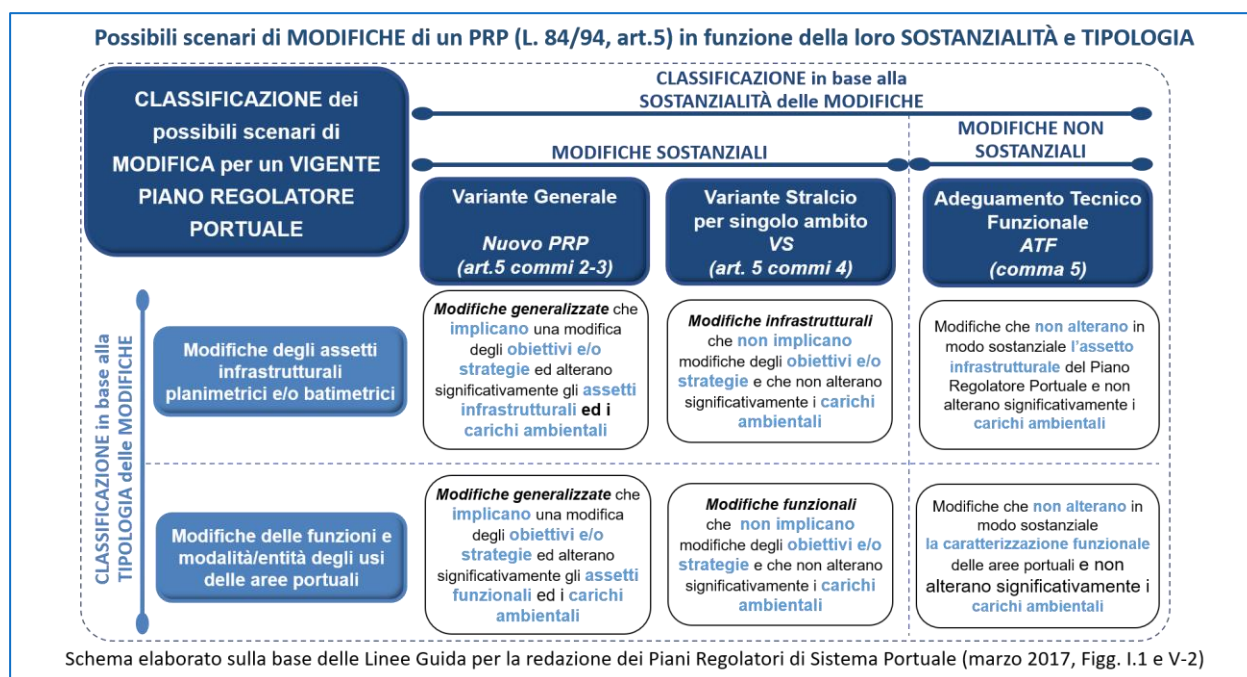 Possibili scenari di MODIFICHE di un PRP (L. 84/94, art.5) in funzione della loro SOSTANZIALITÀ e TIPOLOGIA
CLASSIFICAZIONE dei
possibili scenari di
MODIFICA per un VIGENTE
PIANO REGOLATORE
PORTUALE
CLASSIFICAZIONE in base alla
SOSTANZIALITÀ delle MODIFICHE
MODIFICHE SOSTANZIALI
MODIFICHE NON
SOSTANZIALI
Variante Generale
Nuovo PRP
(art.5 commi 2-3)
Variante Stralcio
per singolo ambito
VS
(art. 5 commi 4)
Adeguamento Tecnico
Funzionale
ATF
(comma 5)
CLASSIFICAZIONE in base alla
TIPOLOGIA delle MODIFICHE
Modifiche degli assetti
infrastrutturali
planimetrici e/o batimetrici
Modifiche generalizzate che
implicano una modifica
degli obiettivi e/o
strategie ed alterano
significativamente gli assetti
infrastrutturali ed i
carichi ambientali
Modifiche infrastrutturali
che non implicano
modifiche degli obiettivi e/o
strategie e che non alterano
significativamente i carichi
ambientali
Modifiche che non alterano in
modo sostanziale l'assetto
infrastrutturale del Piano
Regolatore Portuale e non
alterano significativamente i
carichi ambientali
Modifiche delle funzioni e
modalità/entità degli usi
delle aree portuali
Modifiche generalizzate che
implicano una modifica
degli obiettivi e/o
strategie ed alterano
significativamente gli assetti
funzionali ed i carichi
ambientali
Modifiche funzionali
che non implicano
modifiche degli obiettivi e/o
strategie e che non alterano
significativamente i carichi
ambientali
Modifiche che non alterano in
modo sostanziale
la caratterizzazione funzionale
delle aree portuali e non
alterano significativamente i
carichi ambientali
Schema elaborato sulla base delle Linee Guida per la redazione dei Piani Regolatori di Sistema Portuale (marzo 2017, Figg. I.1 e V-2)